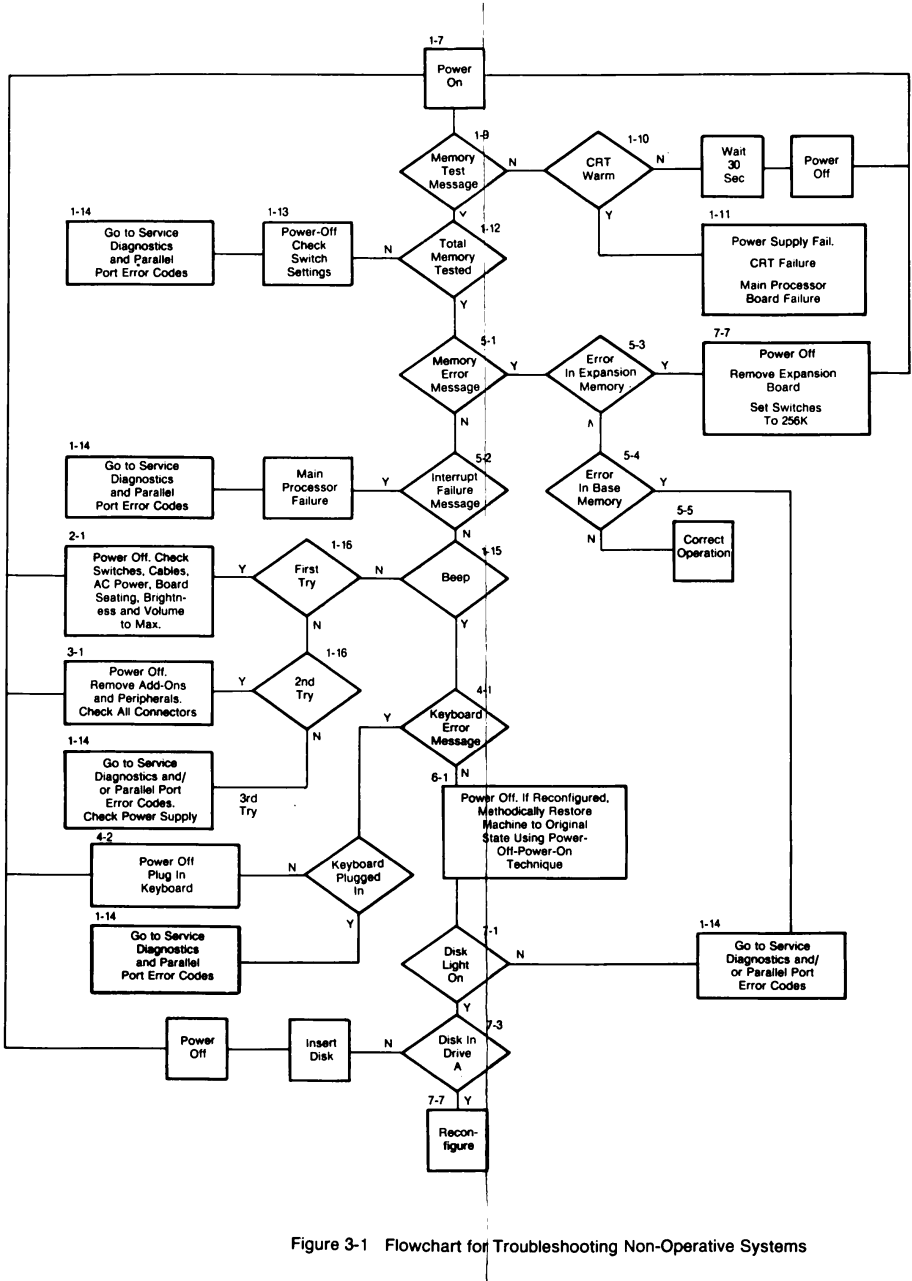 1-7
Power
On
1-9
Memory
Test
Message
N
1-10
CRT
Warm
N
Wait
30
Sec
Power
Off
Y
Y
1-11
Power Supply Fail.
CRT Failure
Main Processor
Board Failure
1-14
Go to Service
Diagnostics
and Parallel
Port Error Codes
1-13
Power-Off
Check
Switch
Settings
N
1-12
Total
Memory
Tested
Y
5-1
Memory
Error
Message
Y
5-3
Error
In Expansion
Memory
Y
7-7
Power Off
Remove Expansion
Board
Set Switches
To 256K
N
N
1-14
Go to Service
Diagnostics
and Parallel
Port Error Codes
Main
Processor
Failure
Y
5-2
Interrupt
Failure
Message
N
5-4
Error
In Base
Memory
Y
N
5-5
Correct
Operation
2-1
Power Off. Check
Switches, Cables,
AC Power, Board
Seating, Bright-
ness and Volume
to Max.
Y
1-16
First
Try
N
1-15
Beep
Y
N
3-1
Power Off.
Remove Add-Ons
and Peripherals.
Check All Connectors
Y
1-16
2nd
Try
N
1-14
Go to Service
Diagnostics and/
or Parallel Port
Error Codes.
Check Power Supply
3rd
Try
Y
4-1
Keyboard
Error
Message
N
6-1
Power Off. If Reconfigured,
Methodically Restore
Machine to Original
State Using Power-
Off-Power-On
Technique
4-2
Power Off
Plug In
Keyboard
N
Keyboard
Plugged
In
Y
1-14
Go to Service
Diagnostics
and Parallel
Port Error Codes
7-1
Disk
Light
On
N
1-14
Go to Service
Diagnostics and/
or Parallel Port
Error Codes
Y
Power
Off
Insert
Disk
N
7-3
Disk In
Drive
A
Y
7-7
Recon-
figure
Figure 3-1 Flowchart for Troubleshooting Non-Operative Systems